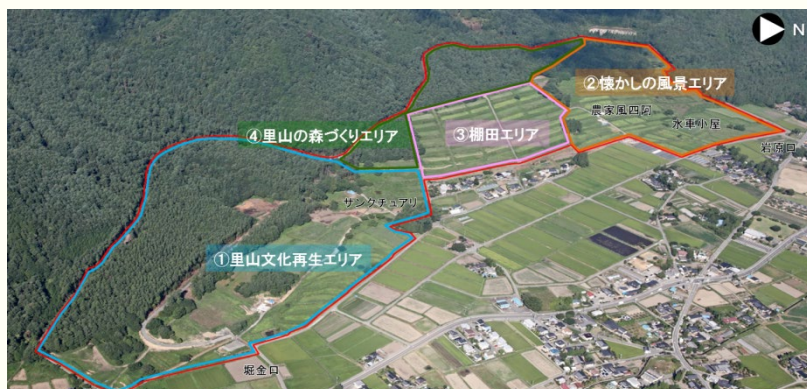 N
②懐かしの風景エリア
農家風四阿
水車小屋
岩原口
③棚田エリア
④里山の森づくりエリア
サンクチュアリ
①里山文化再生エリア
堀金口